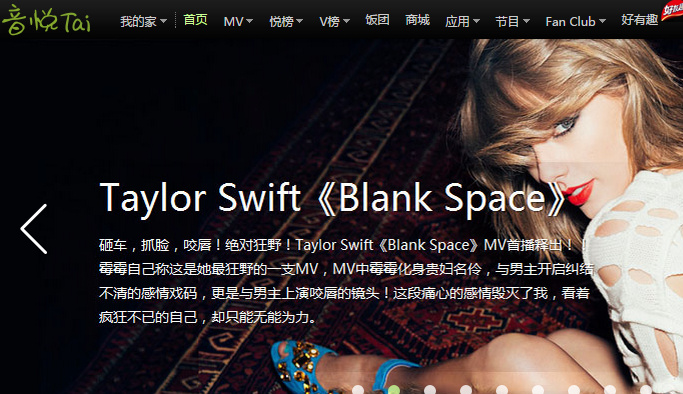 音悦Tai
我的家 首页 MV 悦榜 V榜 饭团 商城 应用 节目 Fan Club 好有趣
Taylor Swift《Blank Space》
砸车，抓脸，咬唇！绝对狂野！Taylor Swift《Blank Space》MV首播释出！
霉霉自己称这是她最狂野的一支MV，MV中霉霉化身贵妇名伶，与男主开启纠结
不清的感情戏码，更是与男主上演咬唇的镜头！这段痛心的感情毁灭了我，看着
疯狂不已的自己，却只能无能为力。